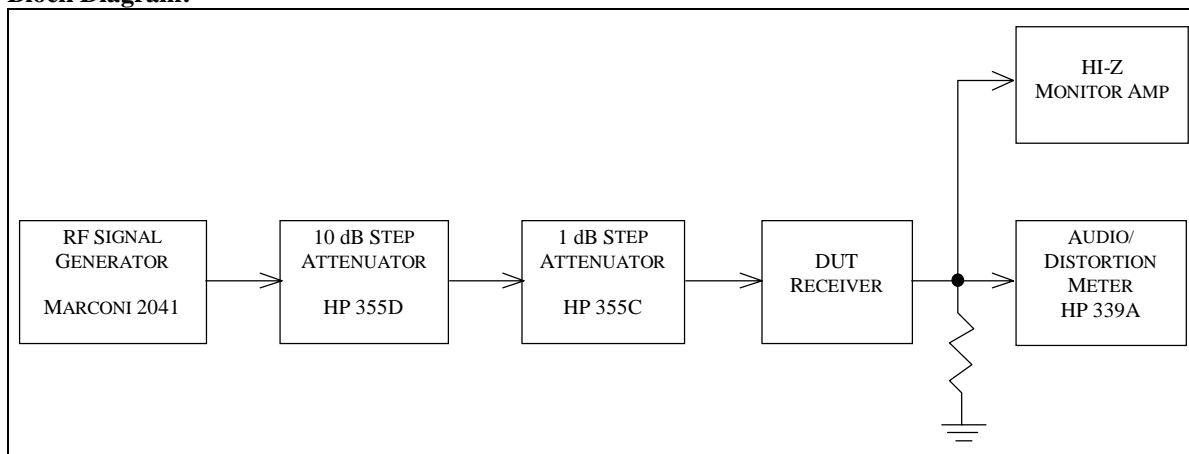 Block Diagram:
HI-Z
MONITOR AMP
RF SIGNAL
GENERATOR
MARCONI 2041
10 dB STEP
ATTENUATOR
HP 355D
1 dB STEP
ATTENUATOR
HP 355C
DUT
RECEIVER
AUDIO/
DISTORTION
METER
HP 339A